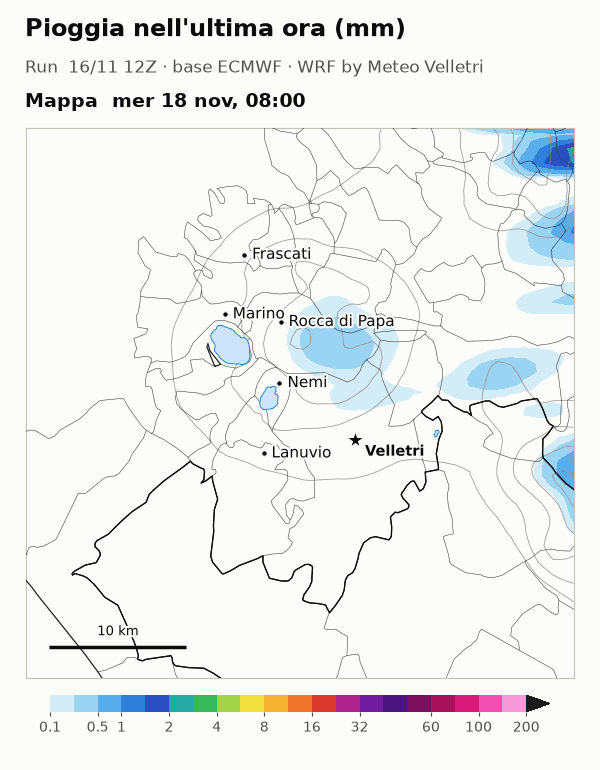 Pioggia nell'ultima ora (mm)
Run  16/11 12Z · base ECMWF · WRF by Meteo Velletri
Mappa  mer 18 nov, 08:00
Frascati
Marino
Rocca di Papa
Nemi
Velletri
Lanuvio
10 km
0.1 0.5 1 2 4 8 16 32 60 100 200